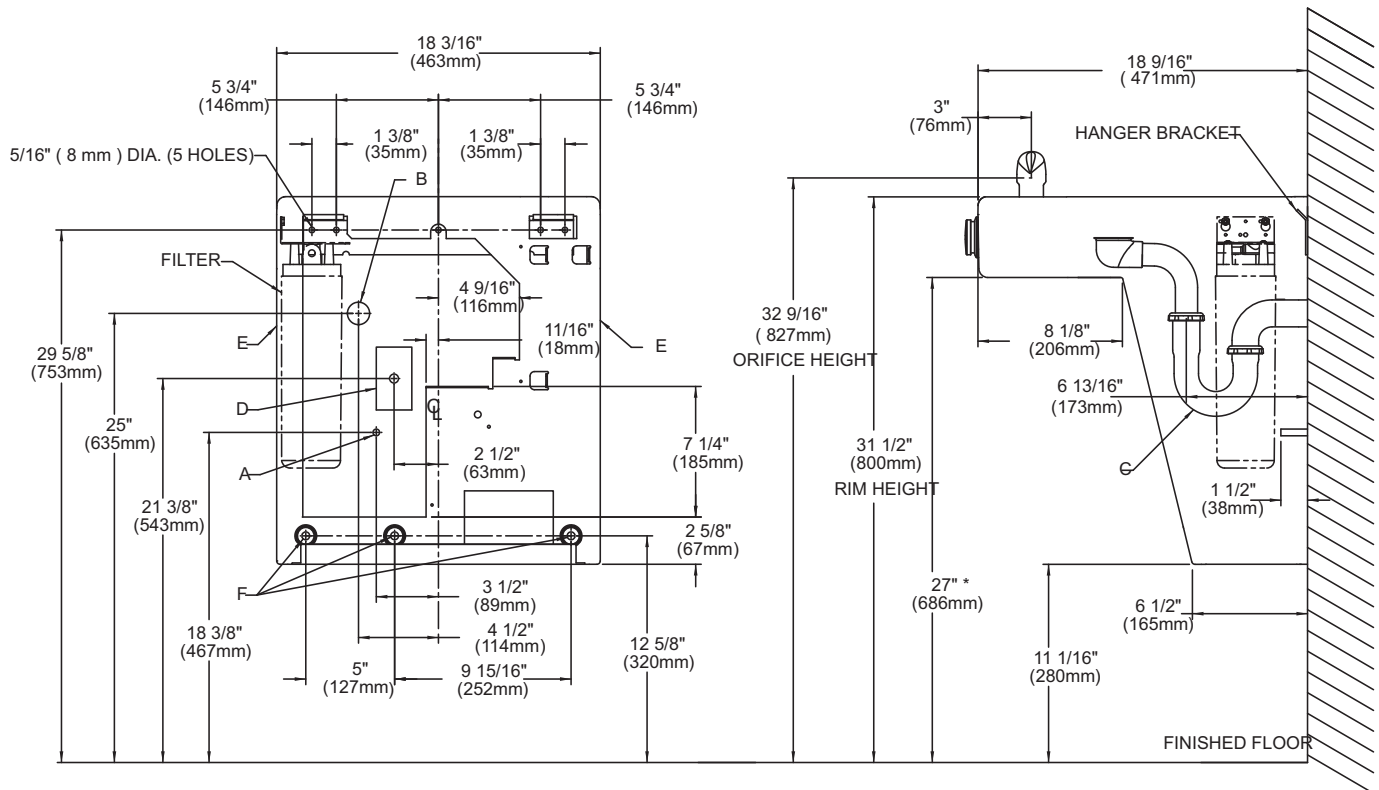 18 3/16"
(463mm)
5 3/4"
(146mm)
5 3/4"
(146mm)
1 3/8"
(35mm)
1 3/8"
(35mm)
5/16" ( 8 mm ) DIA. (5 HOLES)
B
FILTER
4 9/16"
(116mm)
11/16"
(18mm)
E
E
29 5/8"
(753mm)
D
CL
25"
(635mm)
A
2 1/2"
(63mm)
7 1/4"
(185mm)
21 3/8"
(543mm)
2 5/8"
(67mm)
F
3 1/2"
(89mm)
18 3/8"
(467mm)
4 1/2"
(114mm)
12 5/8"
(320mm)
5"
(127mm)
9 15/16"
(252mm)
18 9/16"
( 471mm)
3"
(76mm)
HANGER BRACKET
32 9/16"
( 827mm)
ORIFICE HEIGHT
8 1/8"
(206mm)
6 13/16"
(173mm)
31 1/2"
(800mm)
RIM HEIGHT
C
1 1/2"
(38mm)
27" *
(686mm)
6 1/2"
(165mm)
11 1/16"
(280mm)
FINISHED FLOOR